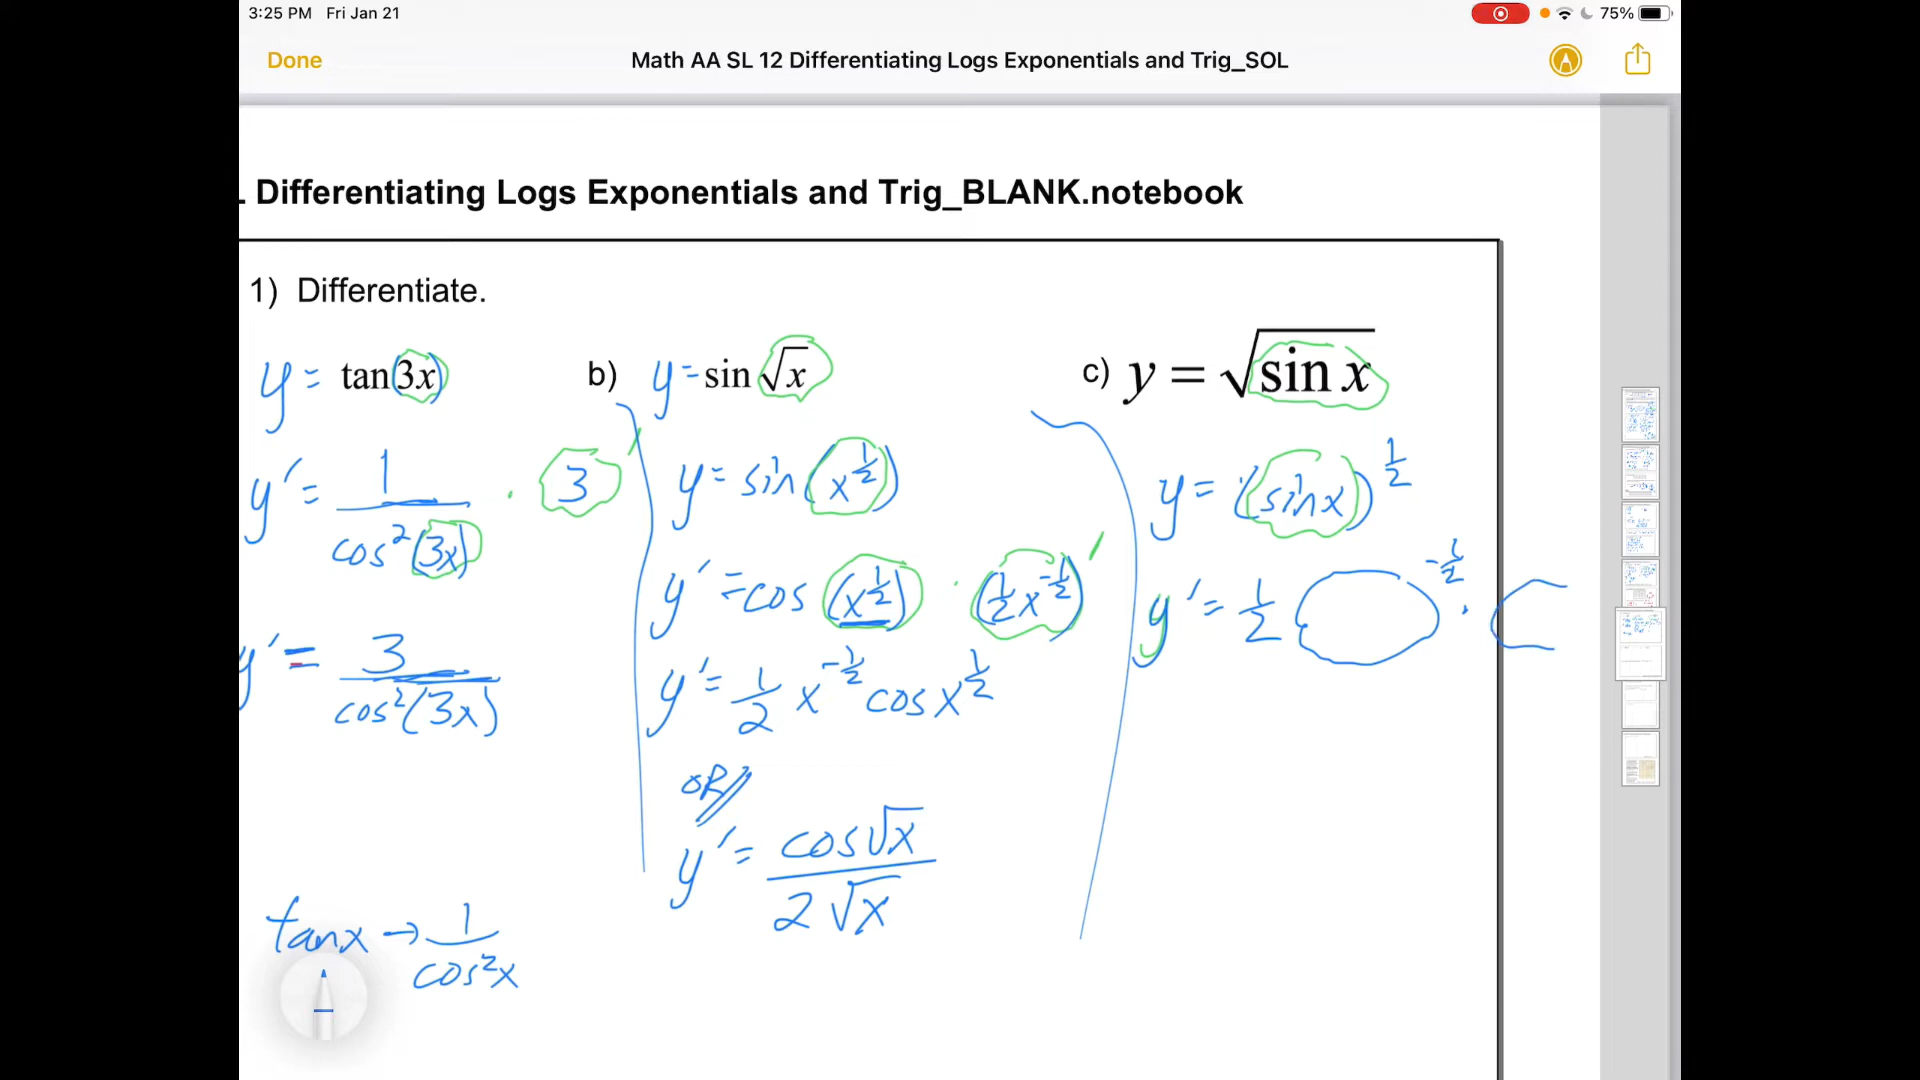 3:25 PM Fri Jan 21 75%
Done Math AA SL 12 Differentiating Logs Exponentials and Trig_SOL
. Differentiating Logs Exponentials and Trig_BLANK.notebook
1) Differentiate.
y = tan(3x)
y' = 1/cos²(3x) · 3
y' = 3/cos²(3x)
tanx → 1/cos²x
b) y = sin √x
y = sin(x^½)
y' = cos(x^½) · (½x^-½)'
y' = ½ x^-½ cos x^½
OR
y' = cos√x / 2√x
c) y = √sin x
y = (sinx)^½
y' = ½ ( )^-½ · (